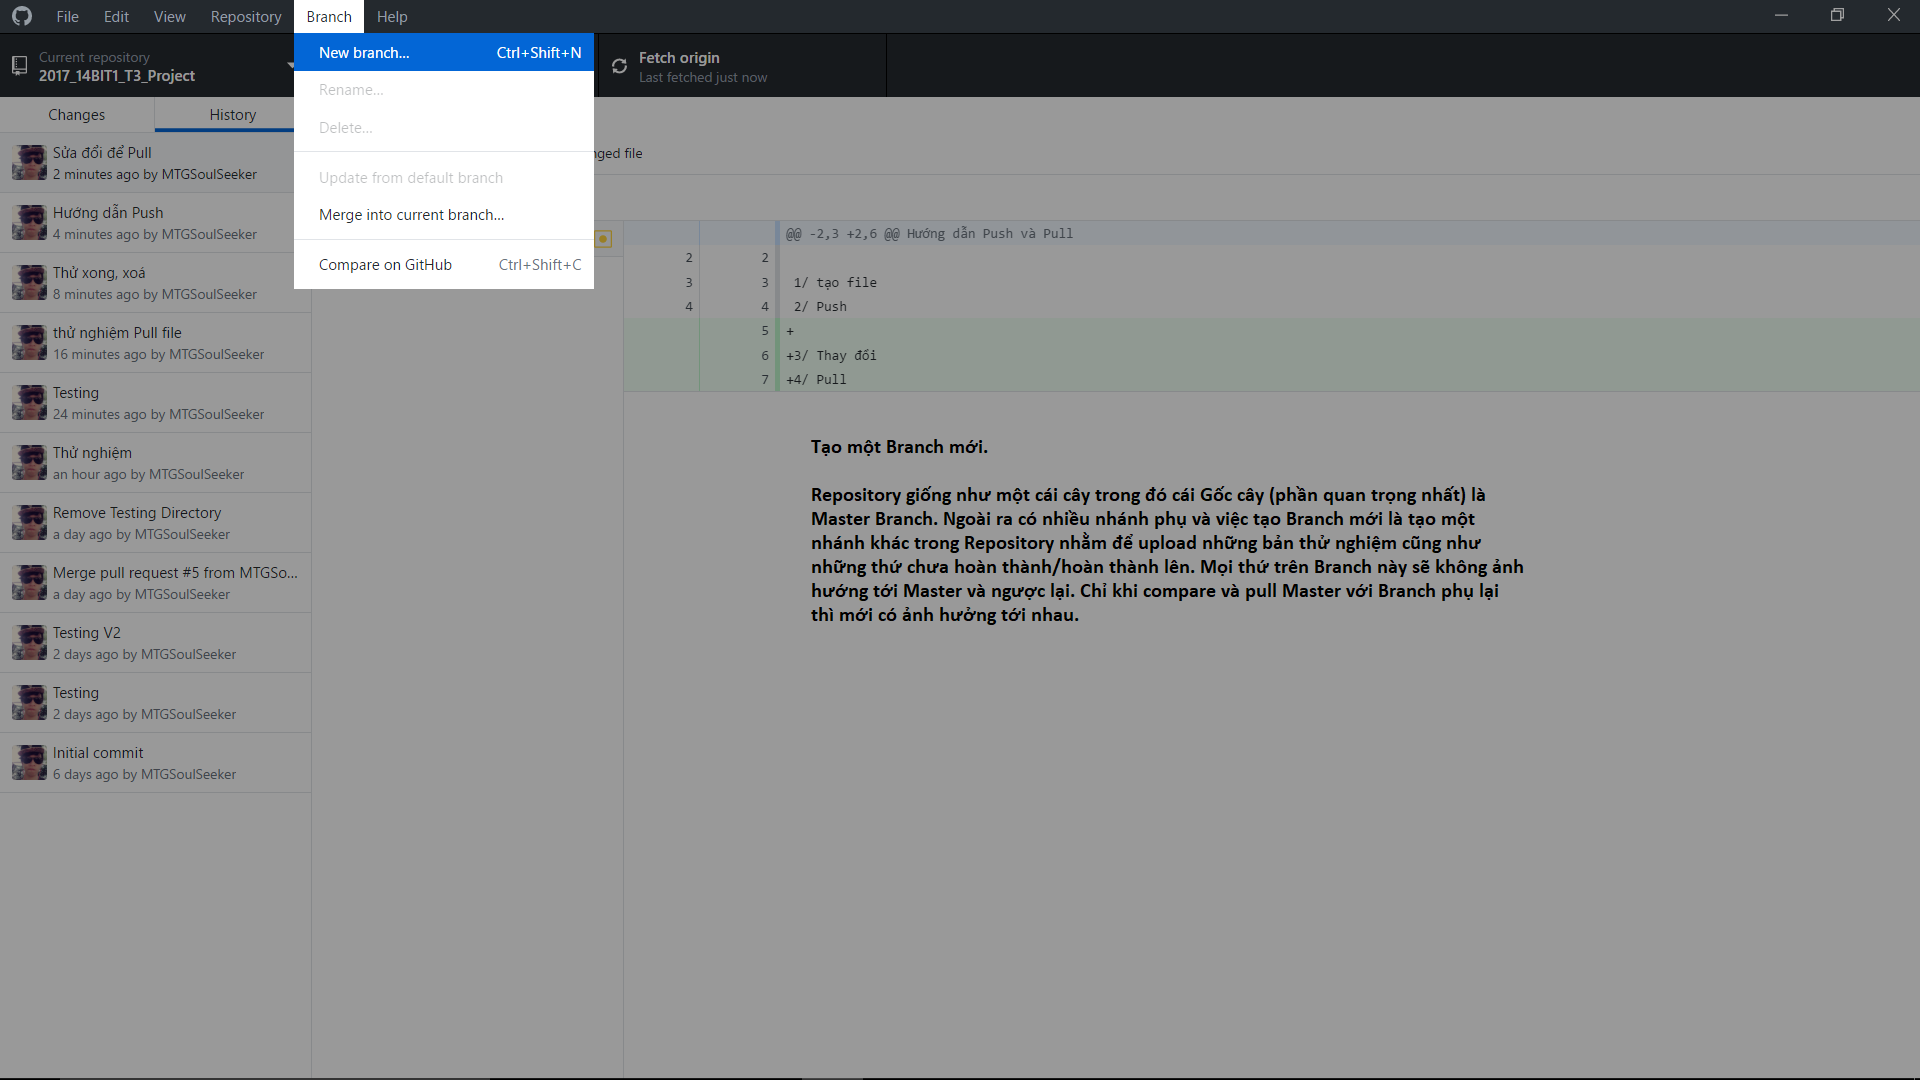 File Edit View Repository Branch Help
Current repository
2017_14BIT1_T3_Project
Fetch origin
Last fetched just now
New branch... Ctrl+Shift+N
Rename...
Delete...
Update from default branch
Merge into current branch...
Compare on GitHub Ctrl+Shift+C
Changes History
Sửa đổi để Pull
2 minutes ago by MTGSoulSeeker
Hướng dẫn Push
4 minutes ago by MTGSoulSeeker
Thử xong, xoá
8 minutes ago by MTGSoulSeeker
thử nghiệm Pull file
16 minutes ago by MTGSoulSeeker
Testing
24 minutes ago by MTGSoulSeeker
Thử nghiệm
an hour ago by MTGSoulSeeker
Remove Testing Directory
a day ago by MTGSoulSeeker
Merge pull request #5 from MTGSo...
a day ago by MTGSoulSeeker
Testing V2
2 days ago by MTGSoulSeeker
Testing
2 days ago by MTGSoulSeeker
Initial commit
6 days ago by MTGSoulSeeker
file
@@ -2,3 +2,6 @@ Hướng dẫn Push và Pull
2 2
3 3 1/ tạo file
4 4 2/ Push
5 +
6 +3/ Thay đổi
7 +4/ Pull
Tạo một Branch mới.
Repository giống như một cái cây trong đó cái Gốc cây (phần quan trọng nhất) là
Master Branch. Ngoài ra có nhiều nhánh phụ và việc tạo Branch mới là tạo một
nhánh khác trong Repository nhằm để upload những bản thử nghiệm cũng như
những thứ chưa hoàn thành/hoàn thành lên. Mọi thứ trên Branch này sẽ không ảnh
hướng tới Master và ngược lại. Chỉ khi compare và pull Master với Branch phụ lại
thì mới có ảnh hưởng tới nhau.